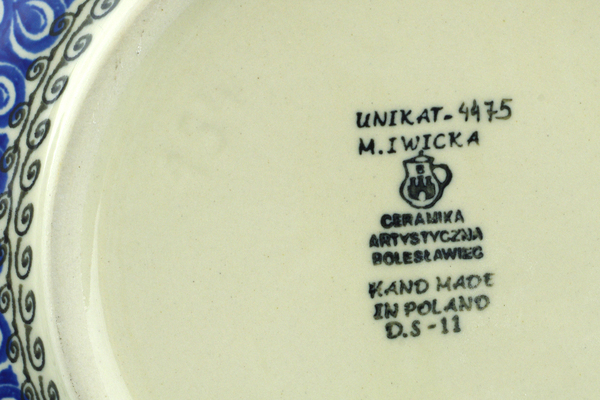 UNIKAT-4475
M.IWICKA
B
CERAMIKA
ARTYSTYCZNA
BOLESŁAWIEC
HAND MADE
IN POLAND
D.S-11